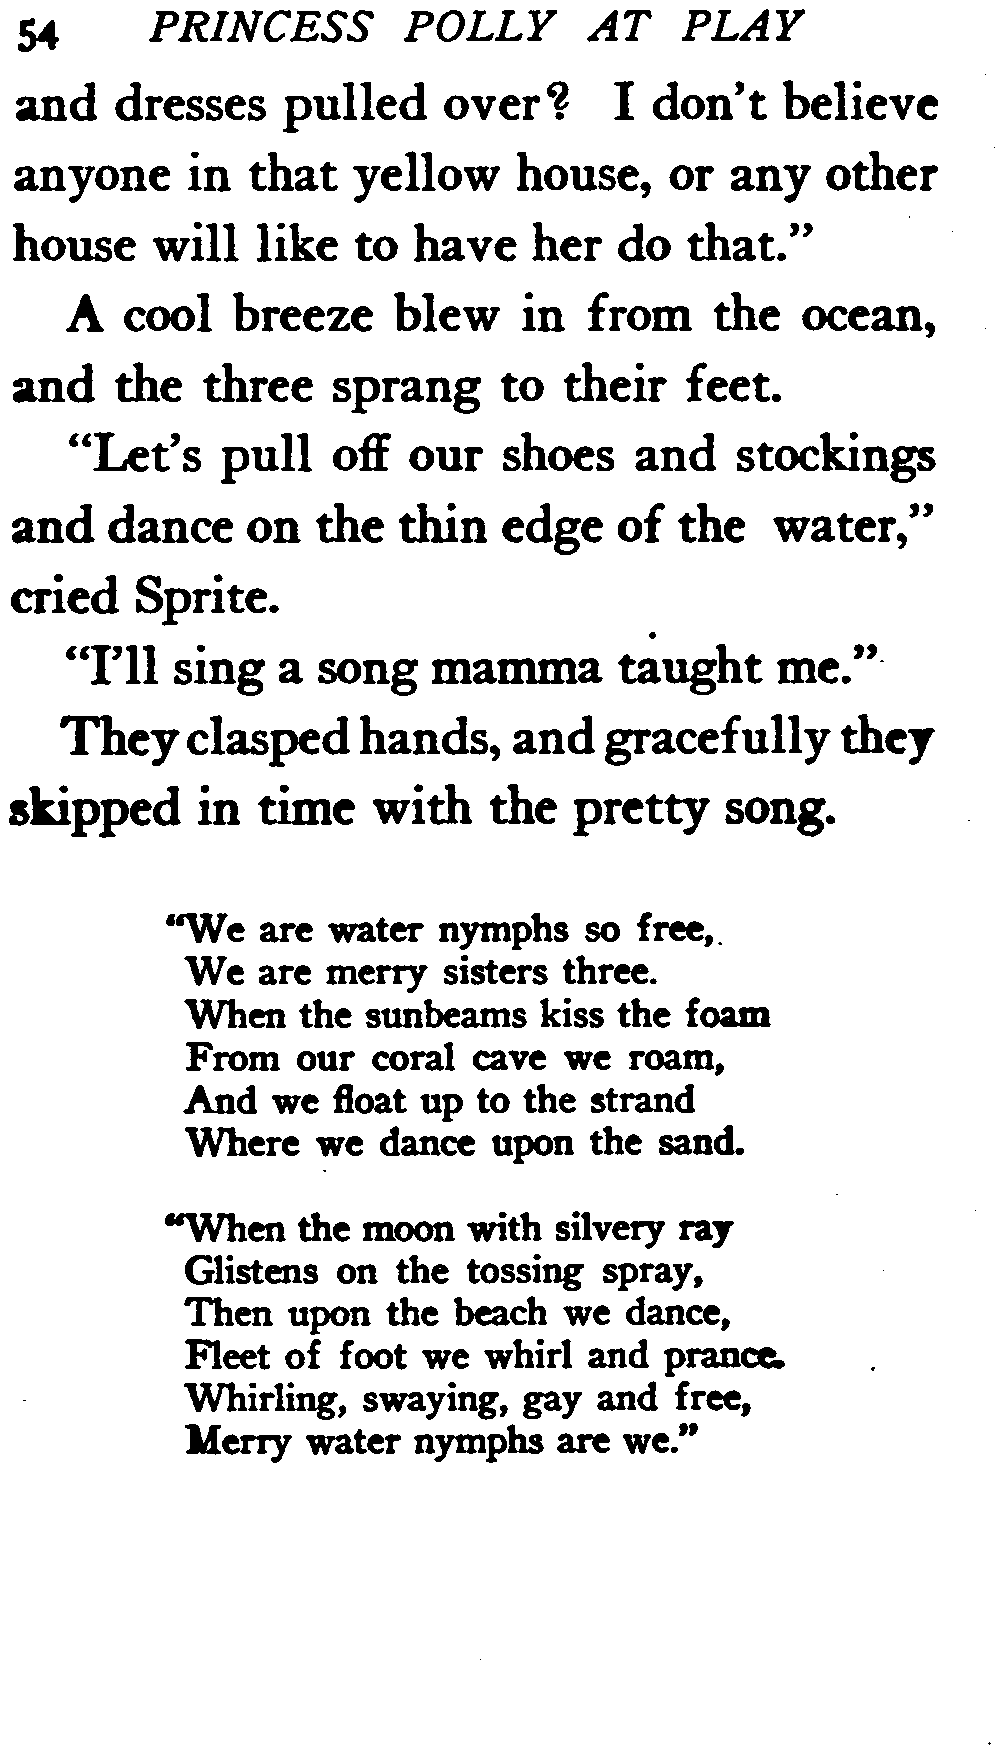 54 PRINCESS POLLY AT PLAY
and dresses pulled over? I don't believe
anyone in that yellow house, or any other
house will like to have her do that."
A cool breeze blew in from the ocean,
and the three sprang to their feet.
"Let's pull off our shoes and stockings
and dance on the thin edge of the water,"
cried Sprite.
"I'll sing a song mamma taught me."
They clasped hands, and gracefully they
skipped in time with the pretty song.
"We are water nymphs so free,
We are merry sisters three.
When the sunbeams kiss the foam
From our coral cave we roam,
And we float up to the strand
Where we dance upon the sand.
"When the moon with silvery ray
Glistens on the tossing spray,
Then upon the beach we dance,
Fleet of foot we whirl and prance.
Whirling, swaying, gay and free,
Merry water nymphs are we."